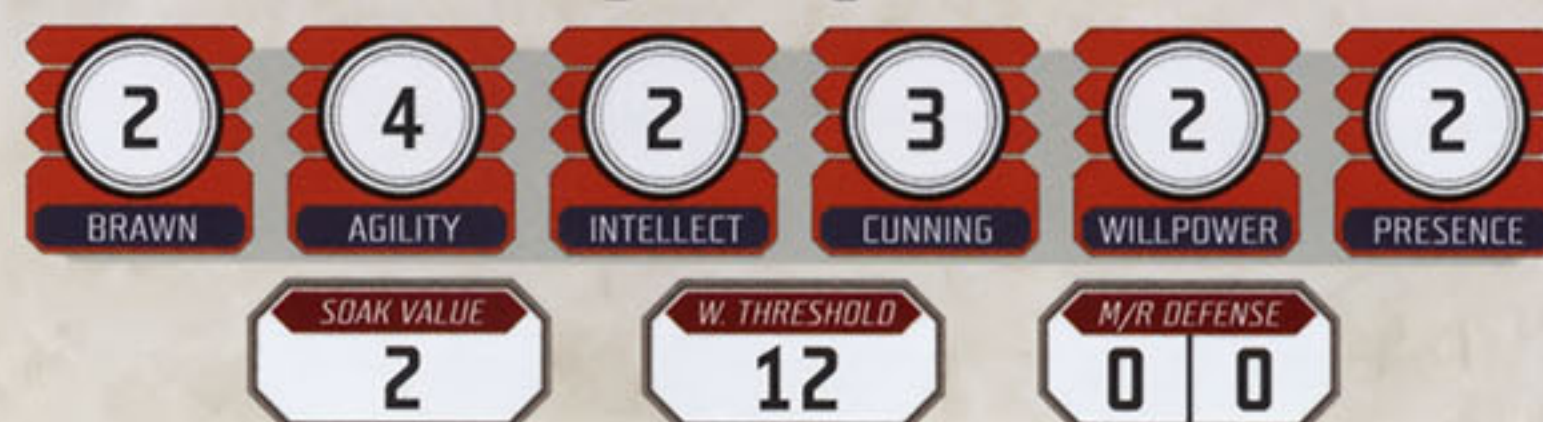 2 4 2 3 2 2
BRAWN AGILITY INTELLECT CUNNING WILLPOWER PRESENCE
SOAK VALUE W. THRESHOLD M/R DEFENSE
2 12 0 0